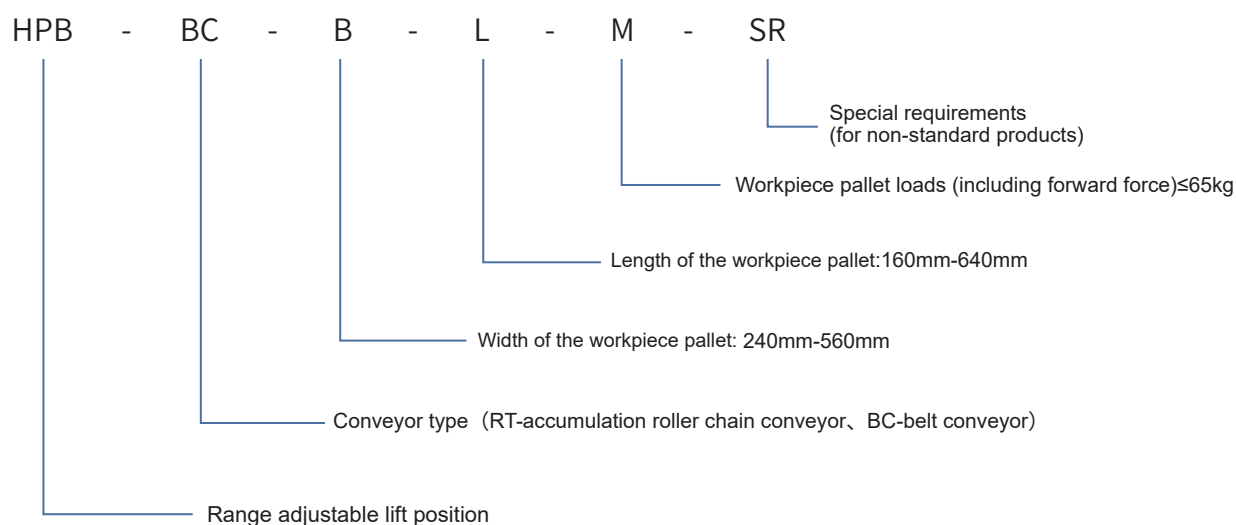 HPB - BC - B - L - M - SR
Special requirements
(for non-standard products)
Workpiece pallet loads (including forward force)≤65kg
Length of the workpiece pallet:160mm-640mm
Width of the workpiece pallet: 240mm-560mm
Conveyor type（RT-accumulation roller chain conveyor、BC-belt conveyor）
Range adjustable lift position